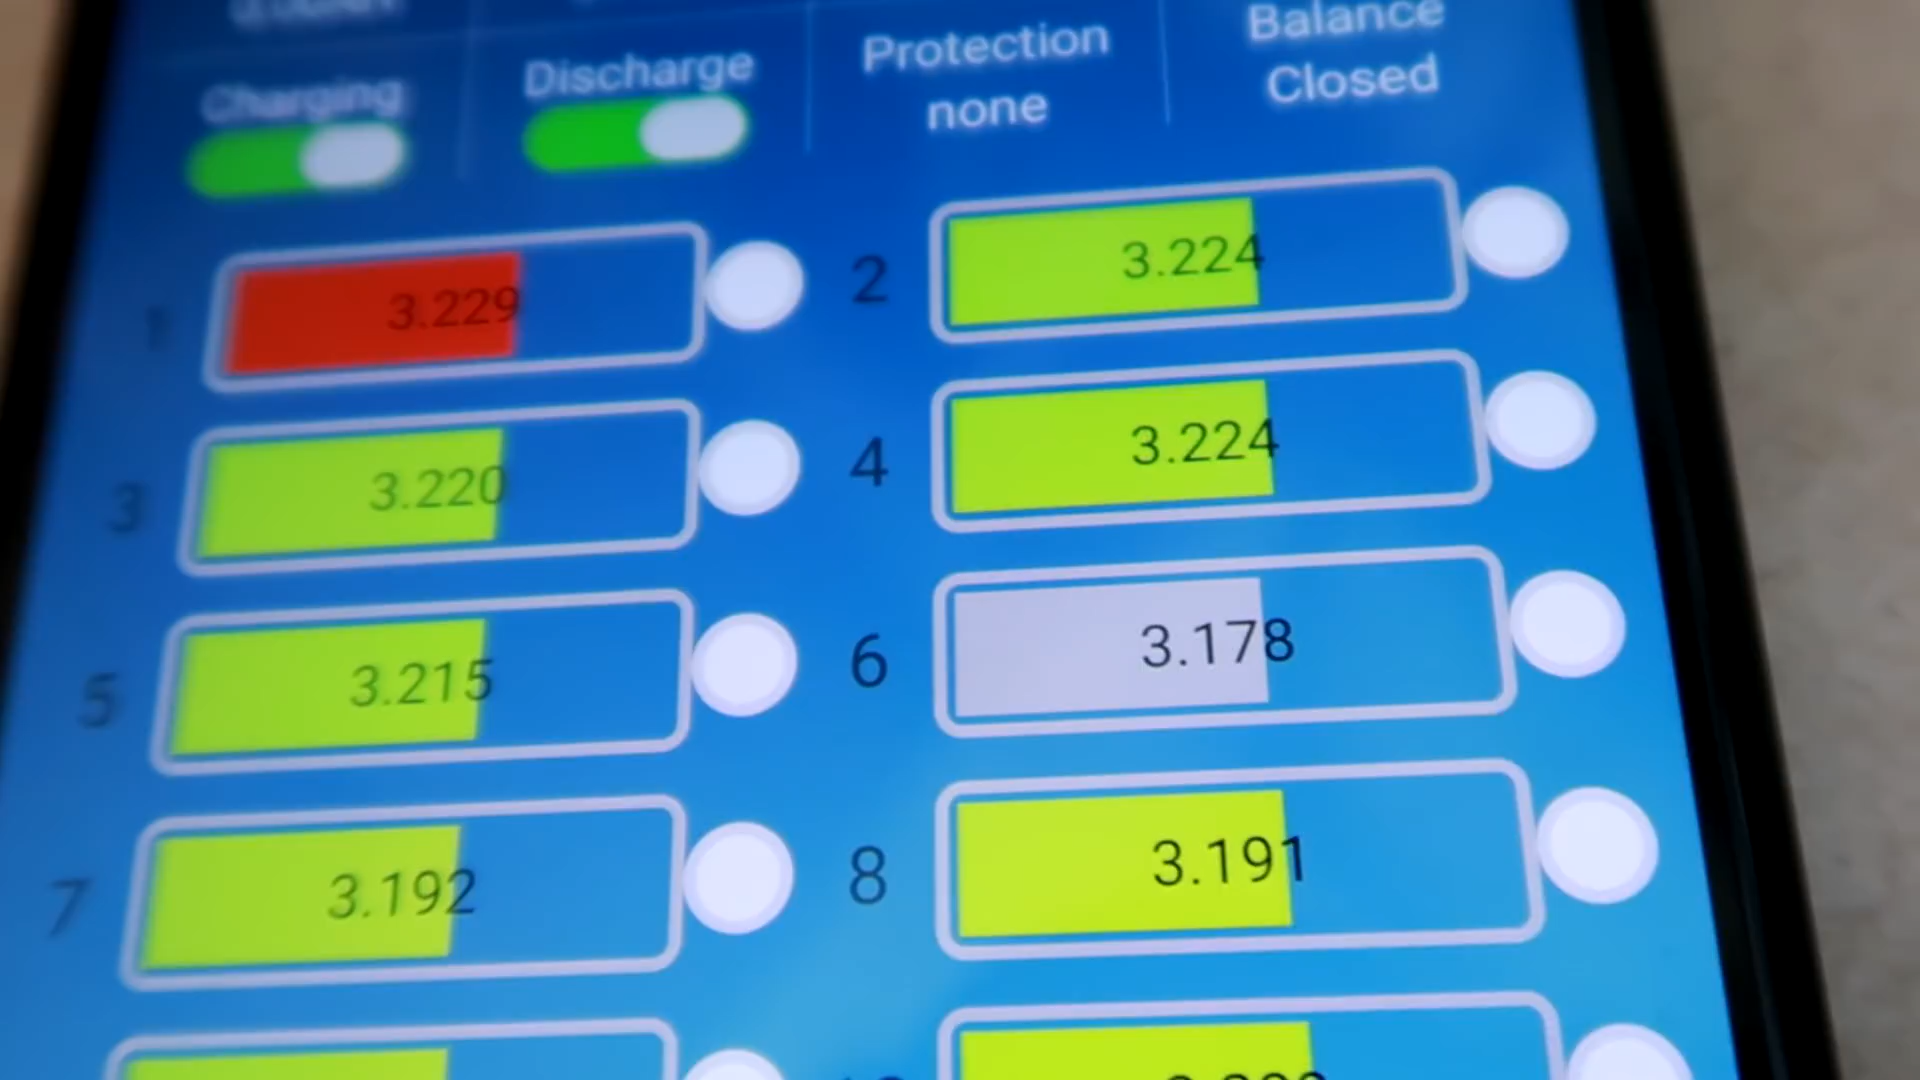 Charging
Discharge
Protection
none
Balance
Closed
1
3.229
2
3.224
3
3.220
4
3.224
5
3.215
6
3.178
7
3.192
8
3.191